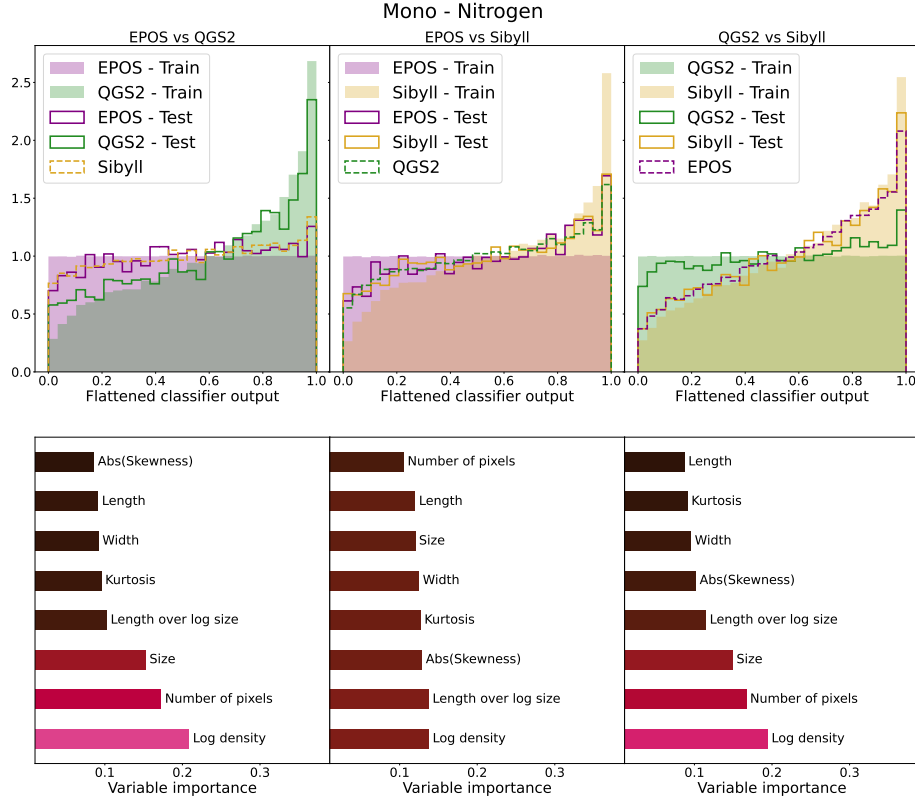 Mono - Nitrogen
EPOS vs QGS2
EPOS - Train
QGS2 - Train
EPOS - Test
QGS2 - Test
Sibyll
0.0
0.5
1.0
1.5
2.0
2.5
0.0 0.2 0.4 0.6 0.8 1.0
Flattened classifier output
EPOS vs Sibyll
EPOS - Train
Sibyll - Train
EPOS - Test
Sibyll - Test
QGS2
0.0 0.2 0.4 0.6 0.8 1.0
Flattened classifier output
QGS2 vs Sibyll
QGS2 - Train
Sibyll - Train
QGS2 - Test
Sibyll - Test
EPOS
0.0 0.2 0.4 0.6 0.8 1.0
Flattened classifier output
Abs(Skewness)
Length
Width
Kurtosis
Length over log size
Size
Number of pixels
Log density
0.1 0.2 0.3
Variable importance
Number of pixels
Length
Size
Width
Kurtosis
Abs(Skewness)
Length over log size
Log density
0.1 0.2 0.3
Variable importance
Length
Kurtosis
Width
Abs(Skewness)
Length over log size
Size
Number of pixels
Log density
0.1 0.2 0.3
Variable importance